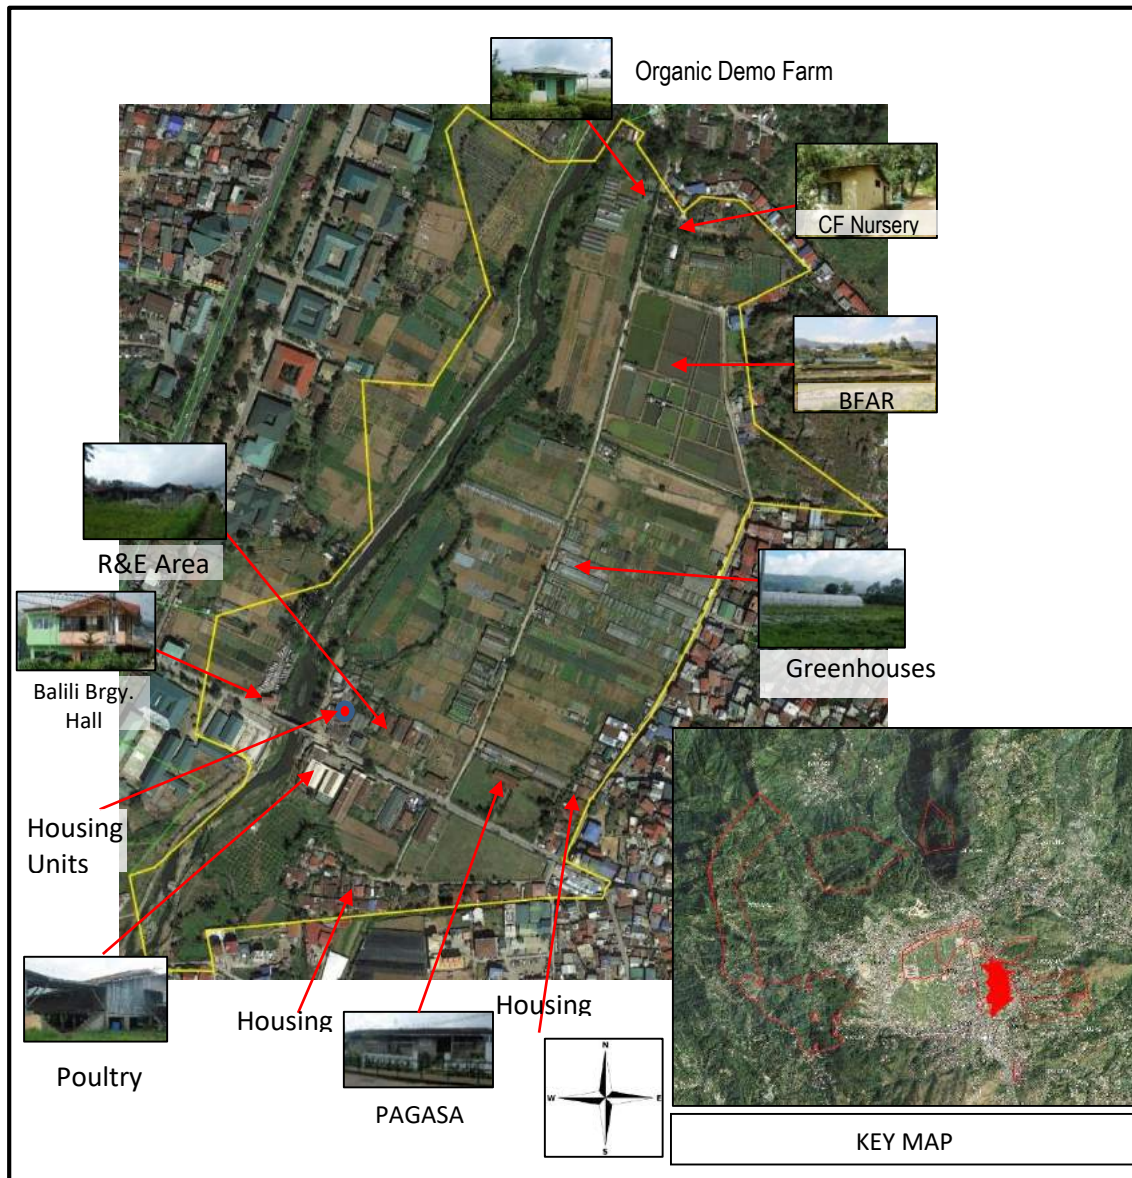 Organic Demo Farm
CF Nursery
BFAR
R&E Area
Balili Brgy.
Hall
Greenhouses
Housing
Units
Poultry
Housing
Housing
PAGASA
N
W
E
S
KEY MAP